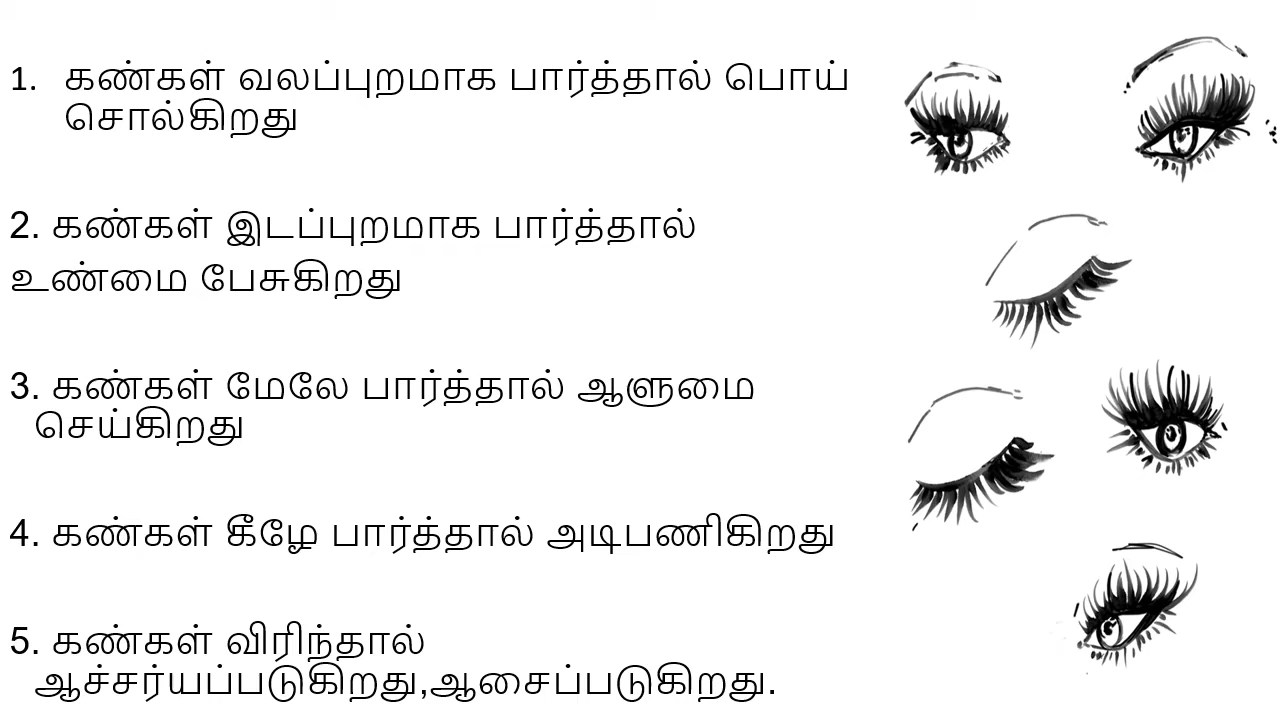 1. கண்கள் வலப்புறமாக பார்த்தால் பொய்
சொல்கிறது
2. கண்கள் இடப்புறமாக பார்த்தால்
உண்மை பேசுகிறது
3. கண்கள் மேலே பார்த்தால் ஆளுமை
செய்கிறது
4. கண்கள் கீழே பார்த்தால் அடிபணிகிறது
5. கண்கள் விரிந்தால்
ஆச்சர்யப்படுகிறது,ஆசைப்படுகிறது.